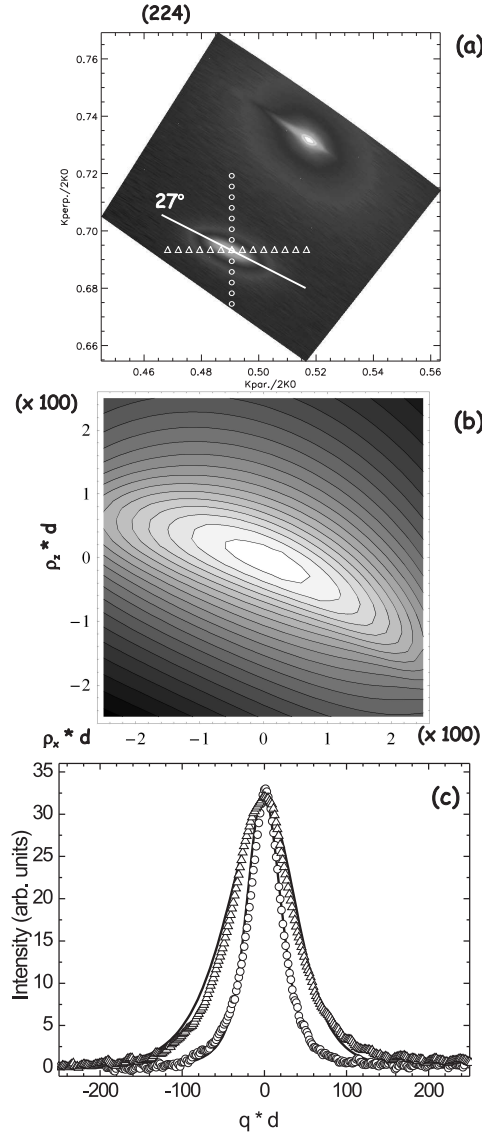 (224)
(a)
0.76
0.74
0.72
0.70
0.68
0.66
Kperp./2K0
27°
0.46 0.48 0.50 0.52 0.54 0.56
Kpar./2K0
(x 100)
(b)
2
1
0
-1
-2
ρz * d
-2 -1 0 1 2
ρx * d
(x 100)
(c)
35
30
25
20
15
10
5
0
Intensity (arb. units)
-200 -100 0 100 200
q * d